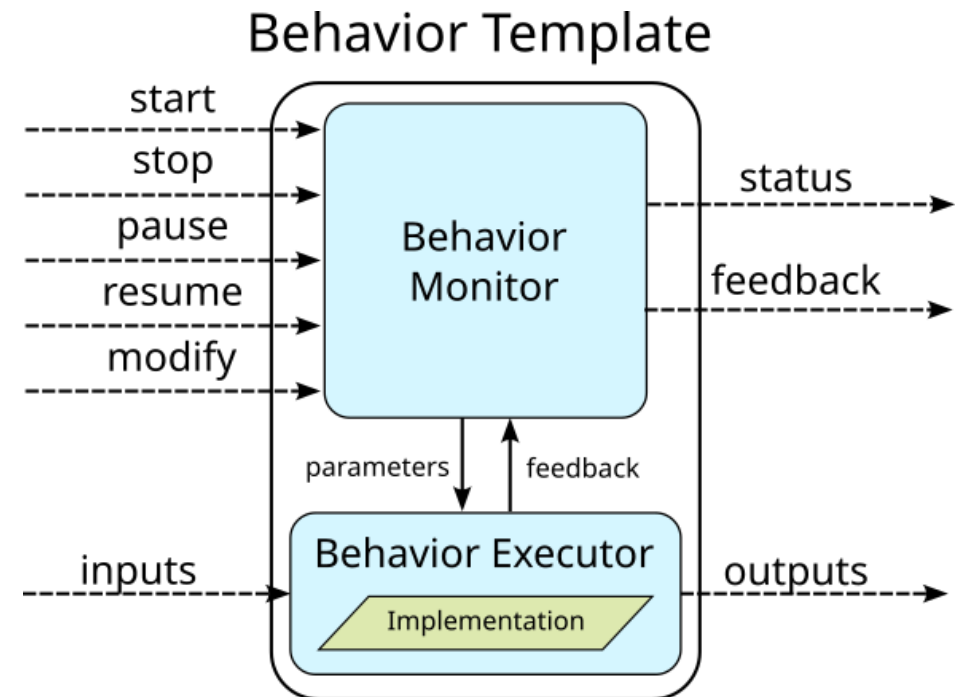 Behavior Template
start
stop
pause
resume
modify
Behavior
Monitor
status
feedback
parameters
feedback
inputs
Behavior Executor
Implementation
outputs